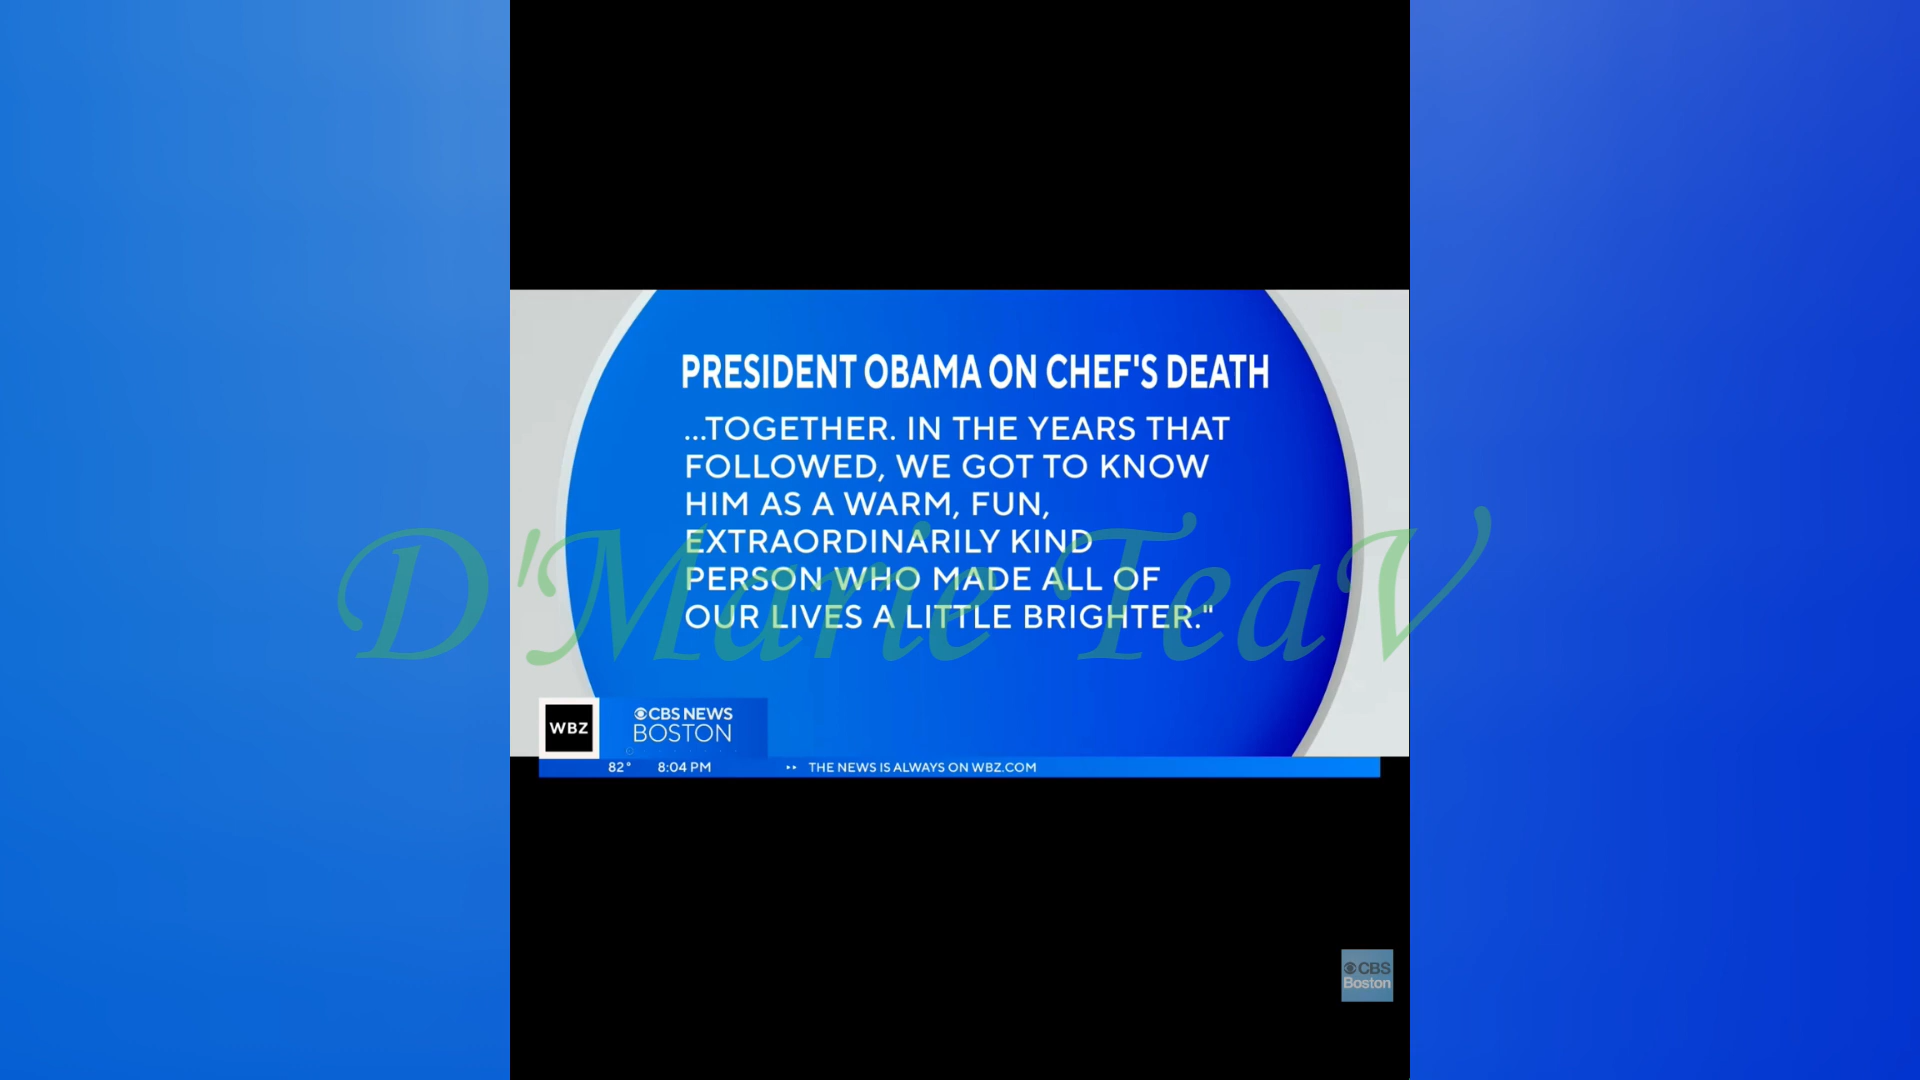 PRESIDENT OBAMA ON CHEF'S DEATH
...TOGETHER. IN THE YEARS THAT
FOLLOWED, WE GOT TO KNOW
HIM AS A WARM, FUN,
EXTRAORDINARILY KIND
PERSON WHO MADE ALL OF
OUR LIVES A LITTLE BRIGHTER."
D'Marie TeaV
WBZ
CBS NEWS
BOSTON
82° 8:04 PM THE NEWS IS ALWAYS ON WBZ.COM
CBS
Boston